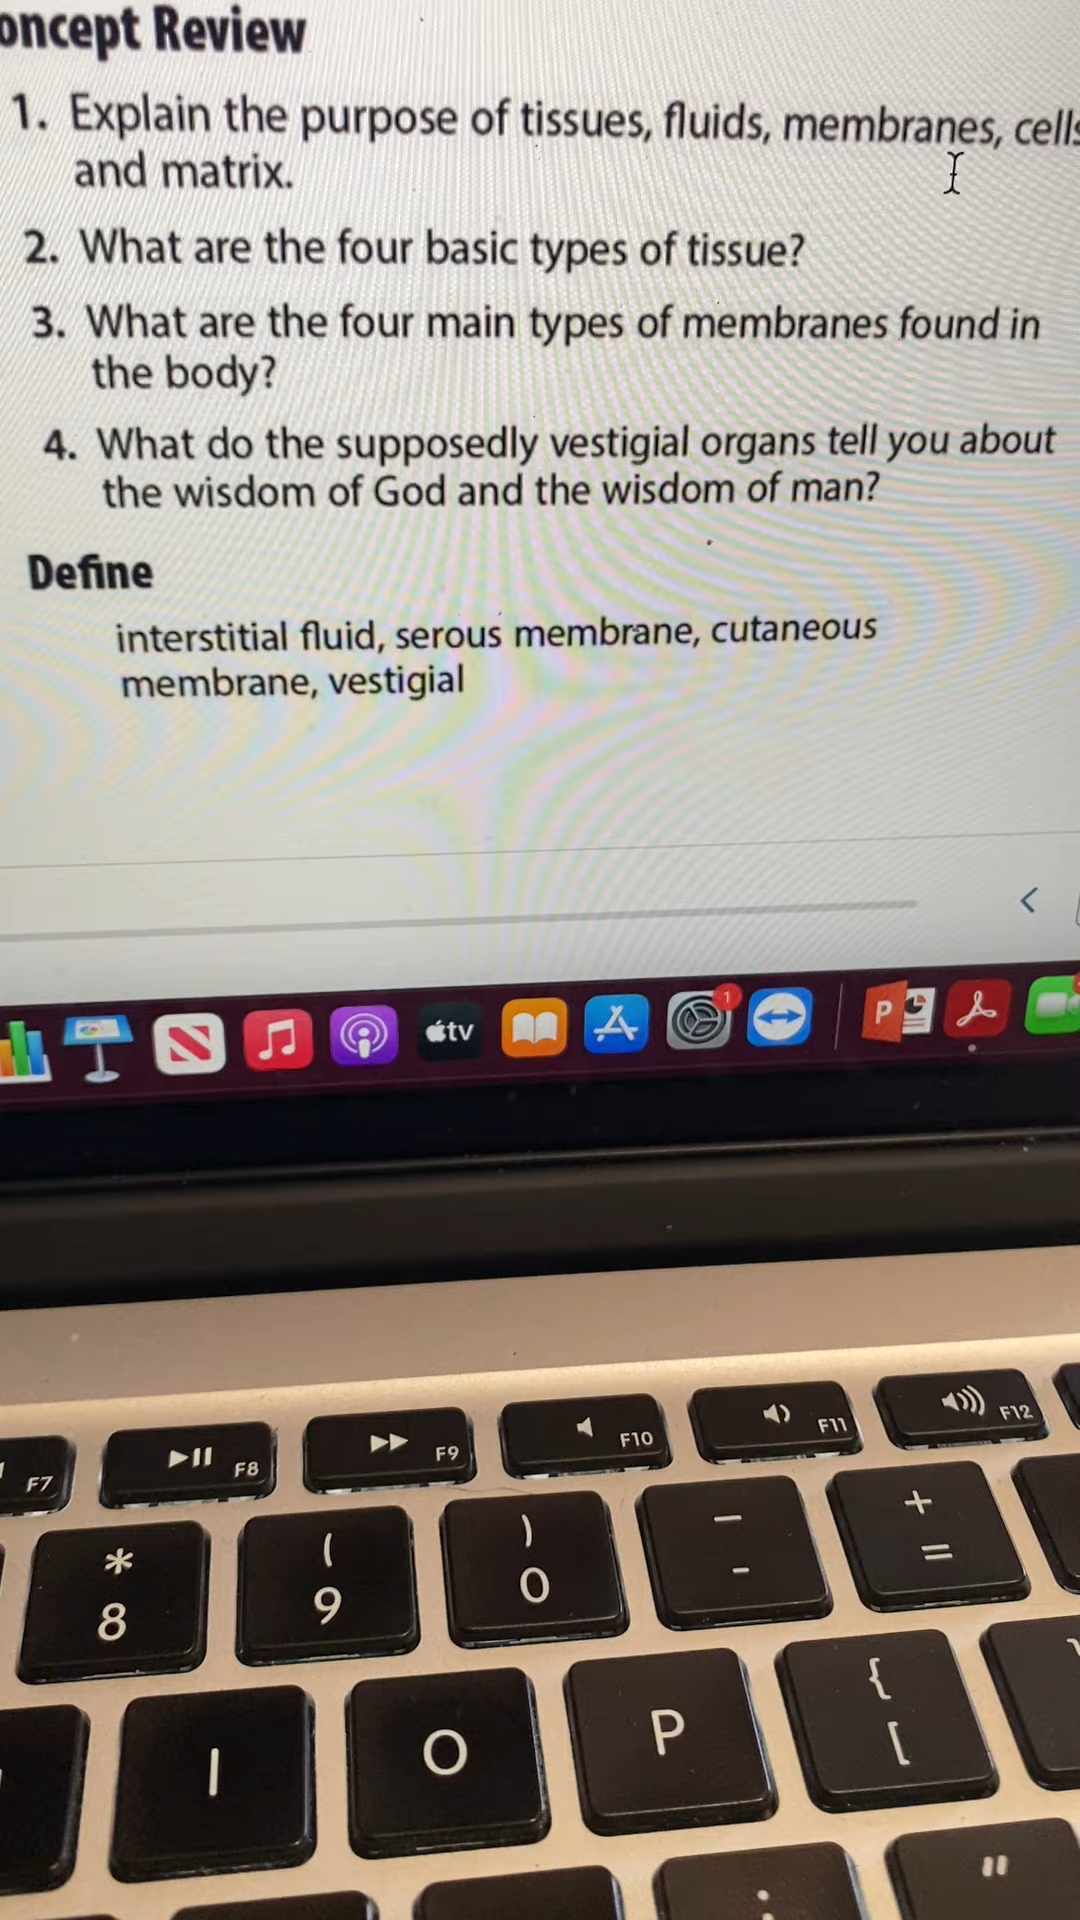 oncept Review
1. Explain the purpose of tissues, fluids, membranes, cells
and matrix.
2. What are the four basic types of tissue?
3. What are the four main types of membranes found in
the body?
4. What do the supposedly vestigial organs tell you about
the wisdom of God and the wisdom of man?
Define
interstitial fluid, serous membrane, cutaneous
membrane, vestigial
<
tv
1
P
F7
F8
F9
F10
F11
F12
*
8
(
9
)
0
_
-
+
=
I
O
P
{
[
:
"